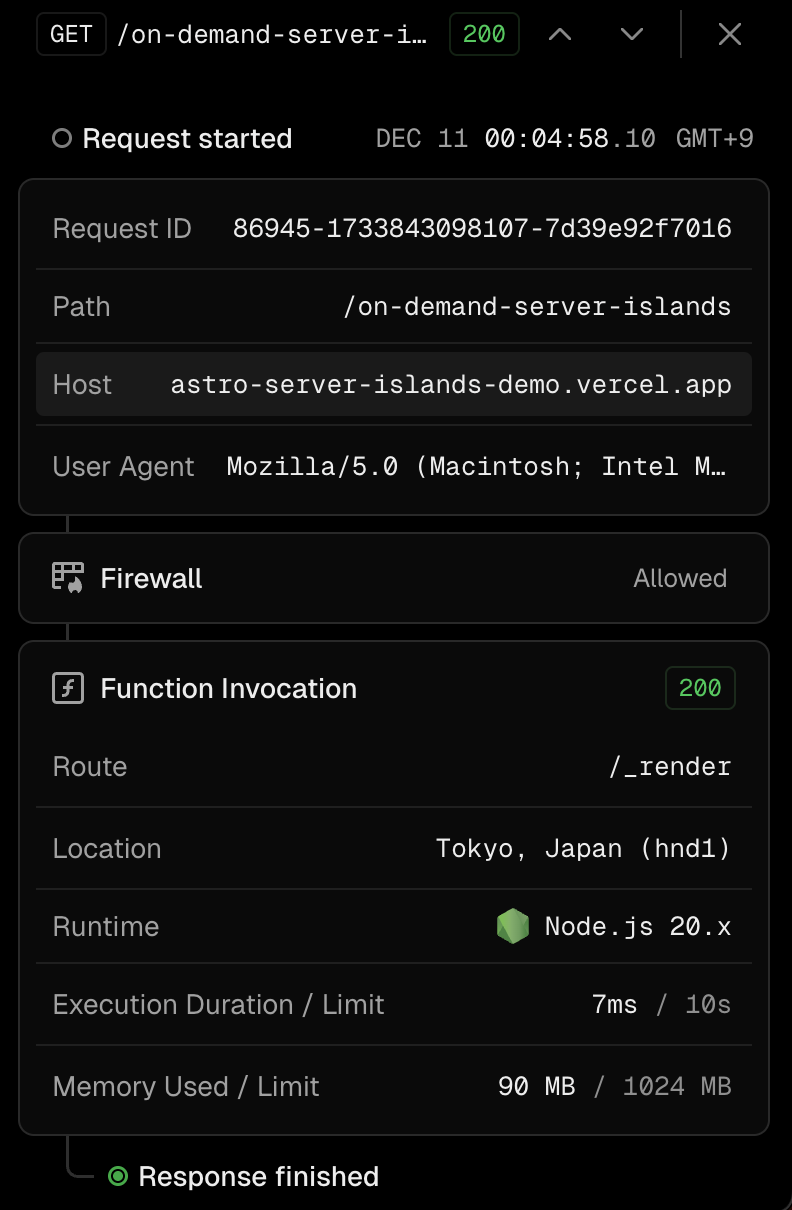 GET /on-demand-server-i… 200
Request started DEC 11 00:04:58.10 GMT+9
Request ID 86945-1733843098107-7d39e92f7016
Path /on-demand-server-islands
Host astro-server-islands-demo.vercel.app
User Agent Mozilla/5.0 (Macintosh; Intel M…
Firewall Allowed
Function Invocation 200
Route /_render
Location Tokyo, Japan (hnd1)
Runtime Node.js 20.x
Execution Duration / Limit 7ms / 10s
Memory Used / Limit 90 MB / 1024 MB
Response finished